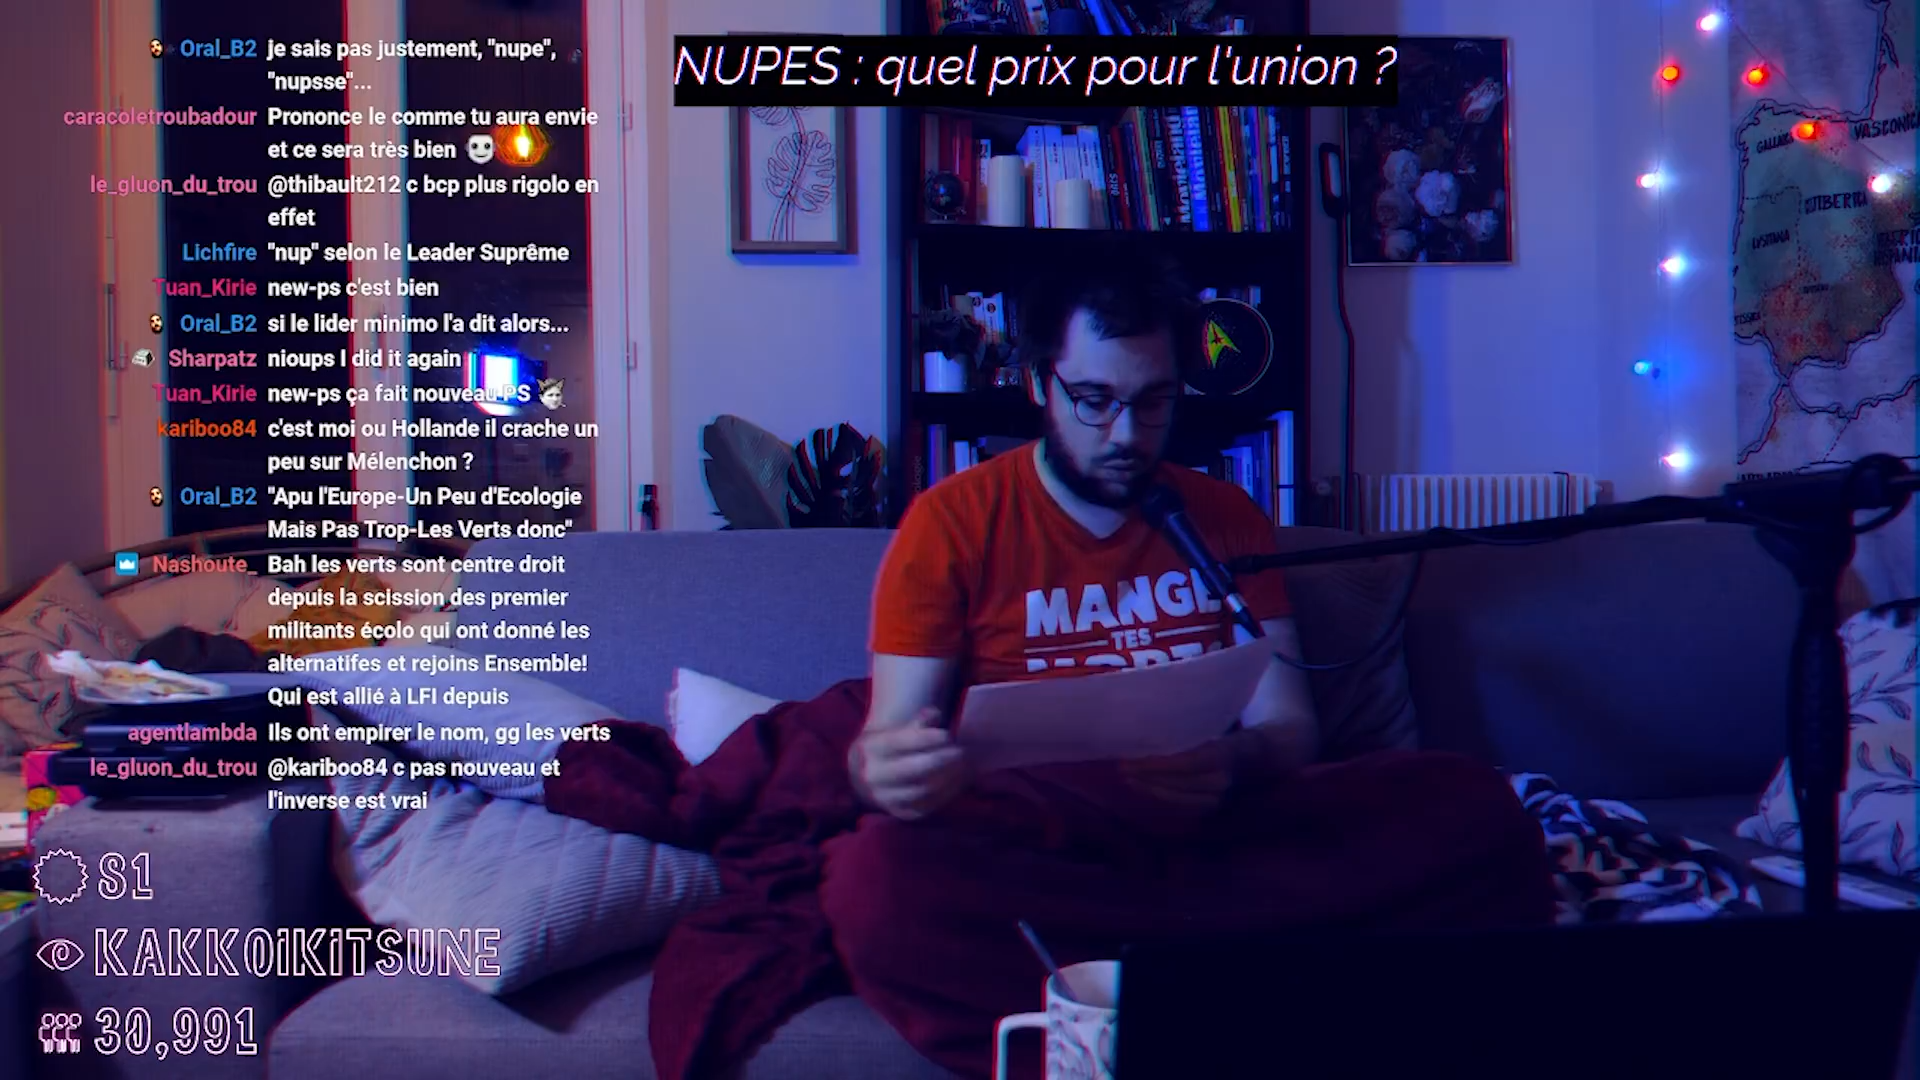 NUPES : quel prix pour l'union ?
Oral_B2 je sais pas justement, "nupe",
"nupsse"...
caracoletroubadour Prononce le comme tu aura envie
et ce sera très bien
le_gluon_du_trou @thibault212 c bcp plus rigolo en
effet
Lichfire "nup" selon le Leader Suprême
Tuan_Kirie new-ps c'est bien
Oral_B2 si le lider minimo l'a dit alors...
Sharpatz nioups I did it again
Tuan_Kirie new-ps ça fait nouveau PS
kariboo84 c'est moi ou Hollande il crache un
peu sur Mélenchon ?
Oral_B2 "Apu l'Europe-Un Peu d'Ecologie
Mais Pas Trop-Les Verts donc"
Nashoute_ Bah les verts sont centre droit
depuis la scission des premier
militants écolo qui ont donné les
alternatifes et rejoins Ensemble!
Qui est allié à LFI depuis
agentlambda Ils ont empirer le nom, gg les verts
le_gluon_du_trou @kariboo84 c pas nouveau et
l'inverse est vrai
S1
KAKKOIKITSUNE
30,991
MANGE
TES
VASCONIC
IBERIC
LUSITANA